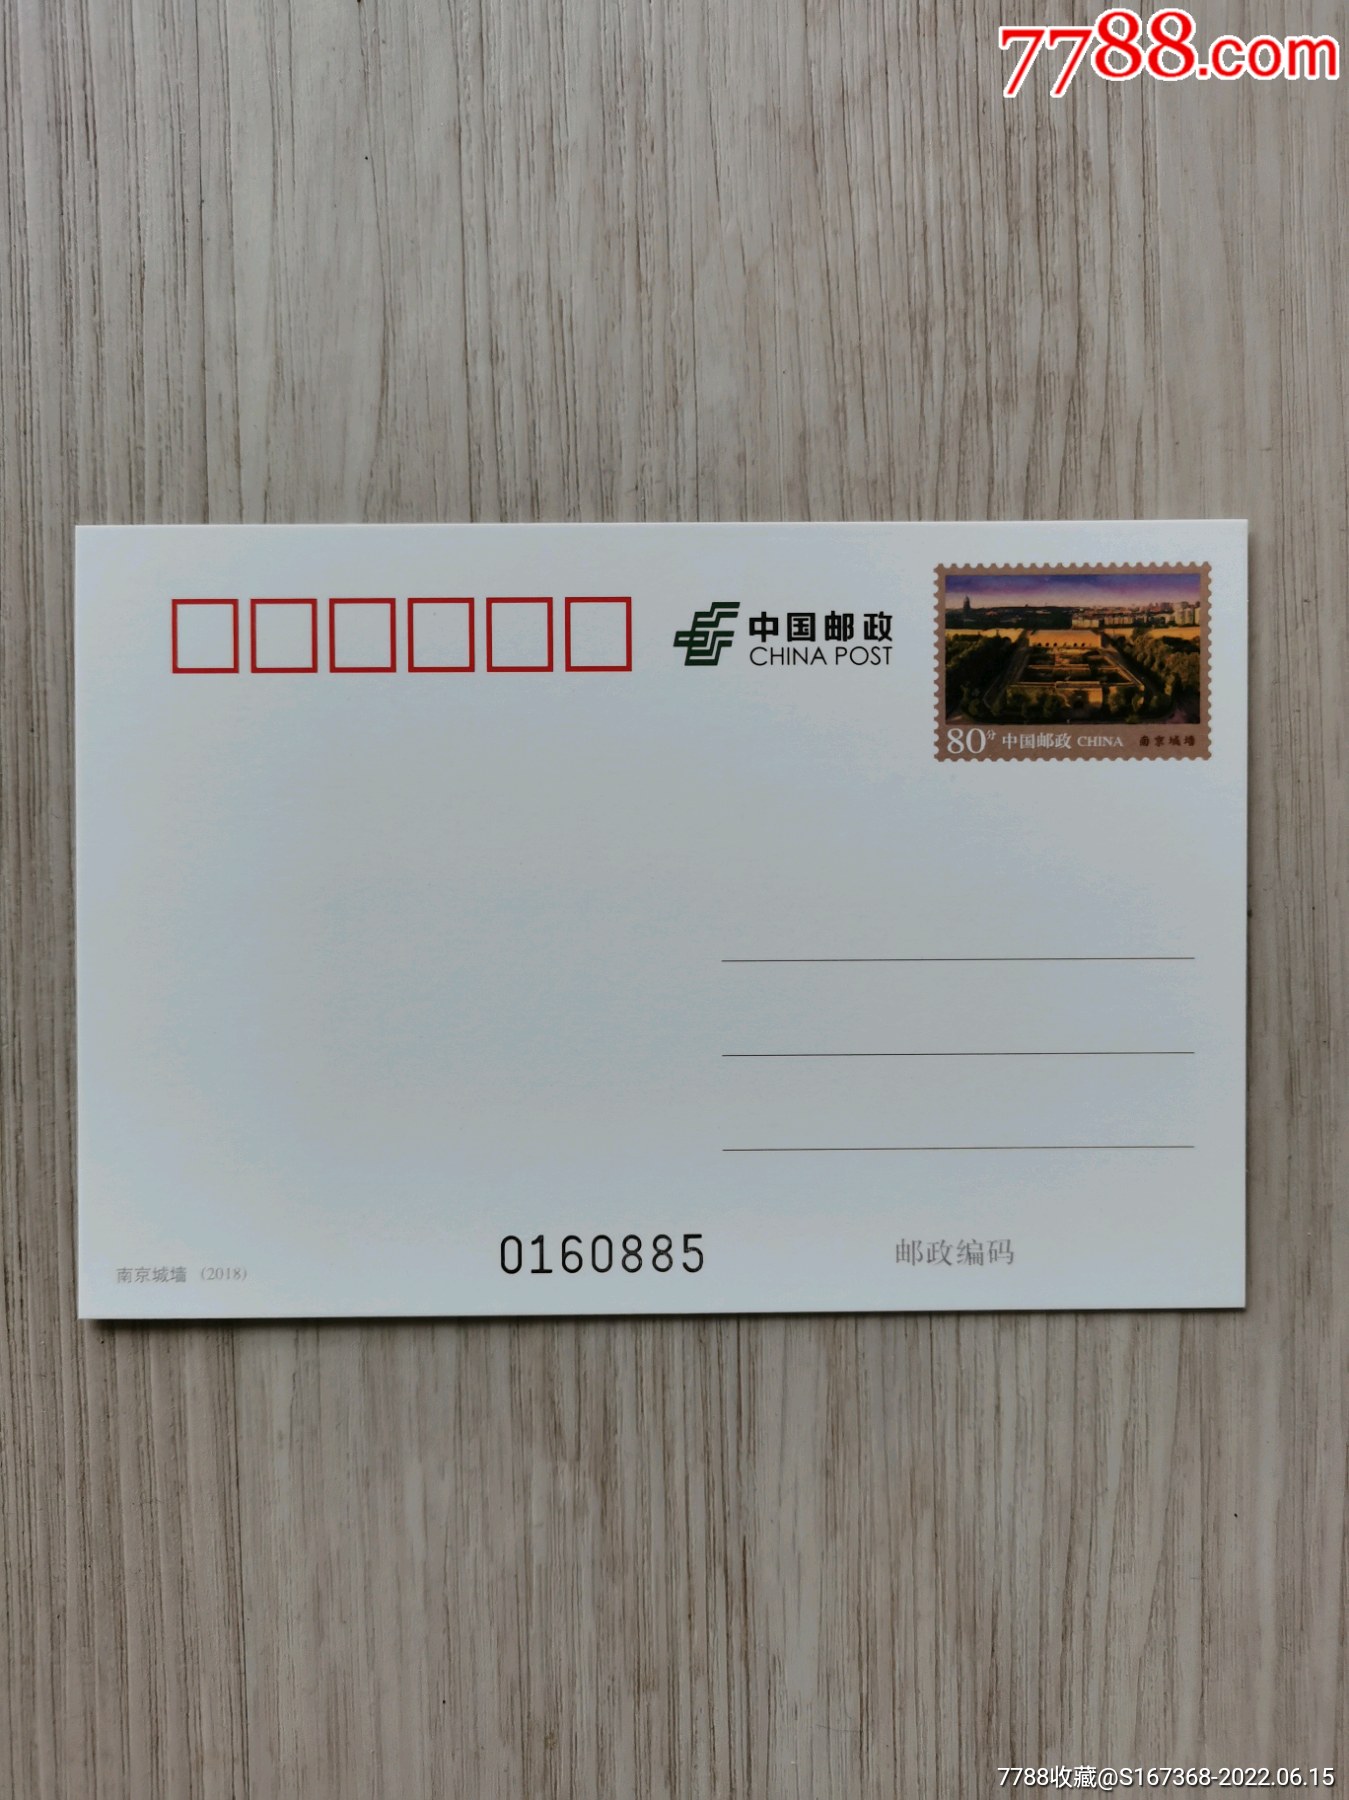 7788.com
中国邮政
CHINA POST
80分 中国邮政 CHINA 南京城墙
0160885
邮政编码
南京城墙 (2018)
7788收藏@S167368-2022.06.15